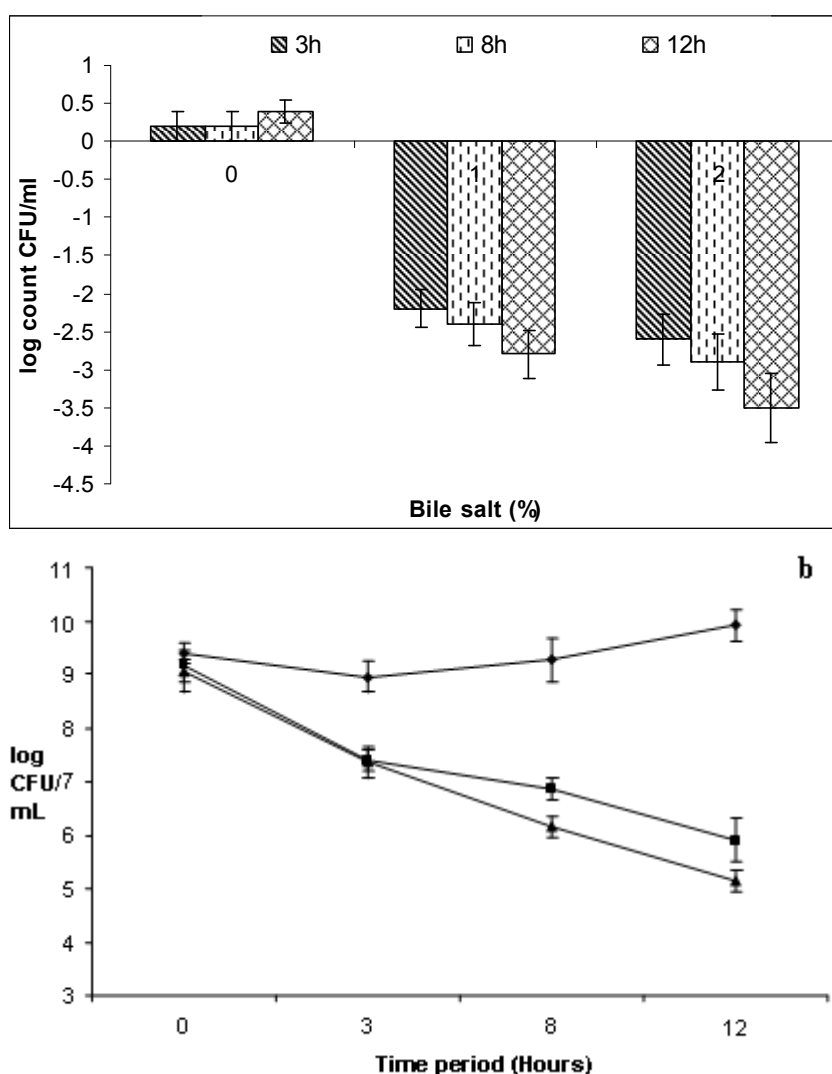 3h 8h 12h
1
0.5
0
-0.5
-1
-1.5
-2
-2.5
-3
-3.5
-4
-4.5
0 1 2
log count CFU/ml
Bile salt (%)
b
11
10
9
8
7
6
5
4
3
log
CFU/
mL
0 3 8 12
Time period (Hours)